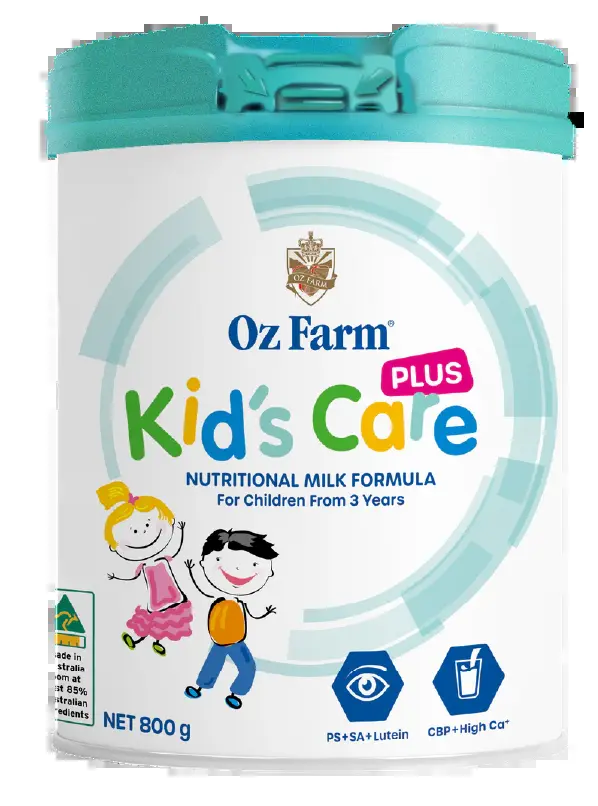 OZ FARM
Oz Farm®
PLUS
Kid's Care
NUTRITIONAL MILK FORMULA
For Children From 3 Years
ade in
stralia
om at
st 85%
stralian
redients
NET 800 g
PS+SA+Lutein
CBP+High Ca⁺